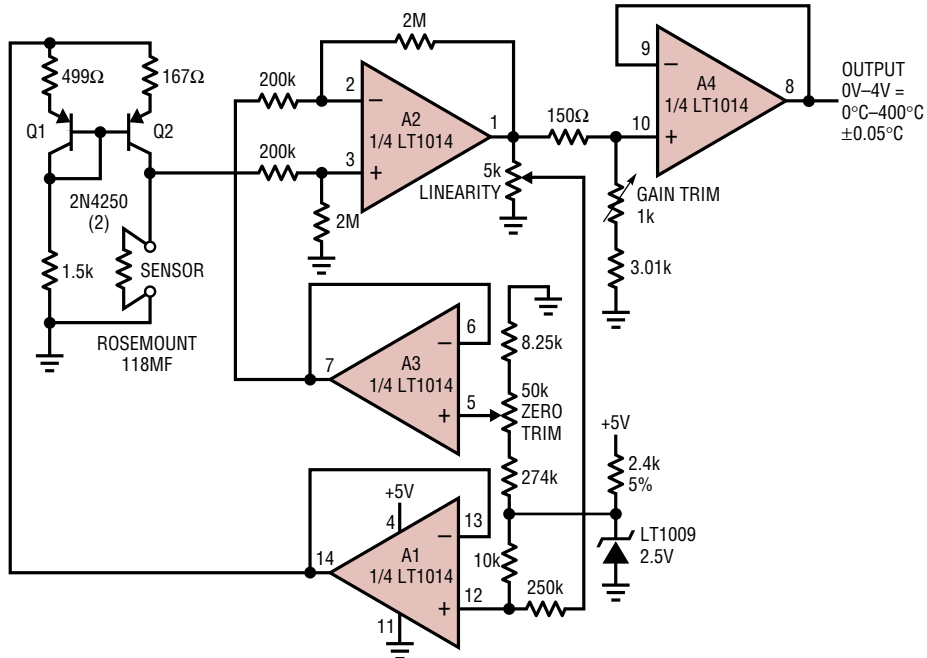 2M
499Ω
167Ω
Q1
Q2
2N4250
(2)
1.5k
SENSOR
ROSEMOUNT
118MF
200k
200k
2
3
−
+
A2
1/4 LT1014
1
2M
5k
LINEARITY
150Ω
9
10
−
+
A4
1/4 LT1014
8
OUTPUT
0V–4V =
0°C–400°C
±0.05°C
GAIN TRIM
1k
3.01k
7
A3
1/4 LT1014
−
+
6
5
8.25k
50k
ZERO
TRIM
274k
+5V
2.4k
5%
LT1009
2.5V
+5V
4
14
A1
1/4 LT1014
−
+
13
12
11
10k
250k